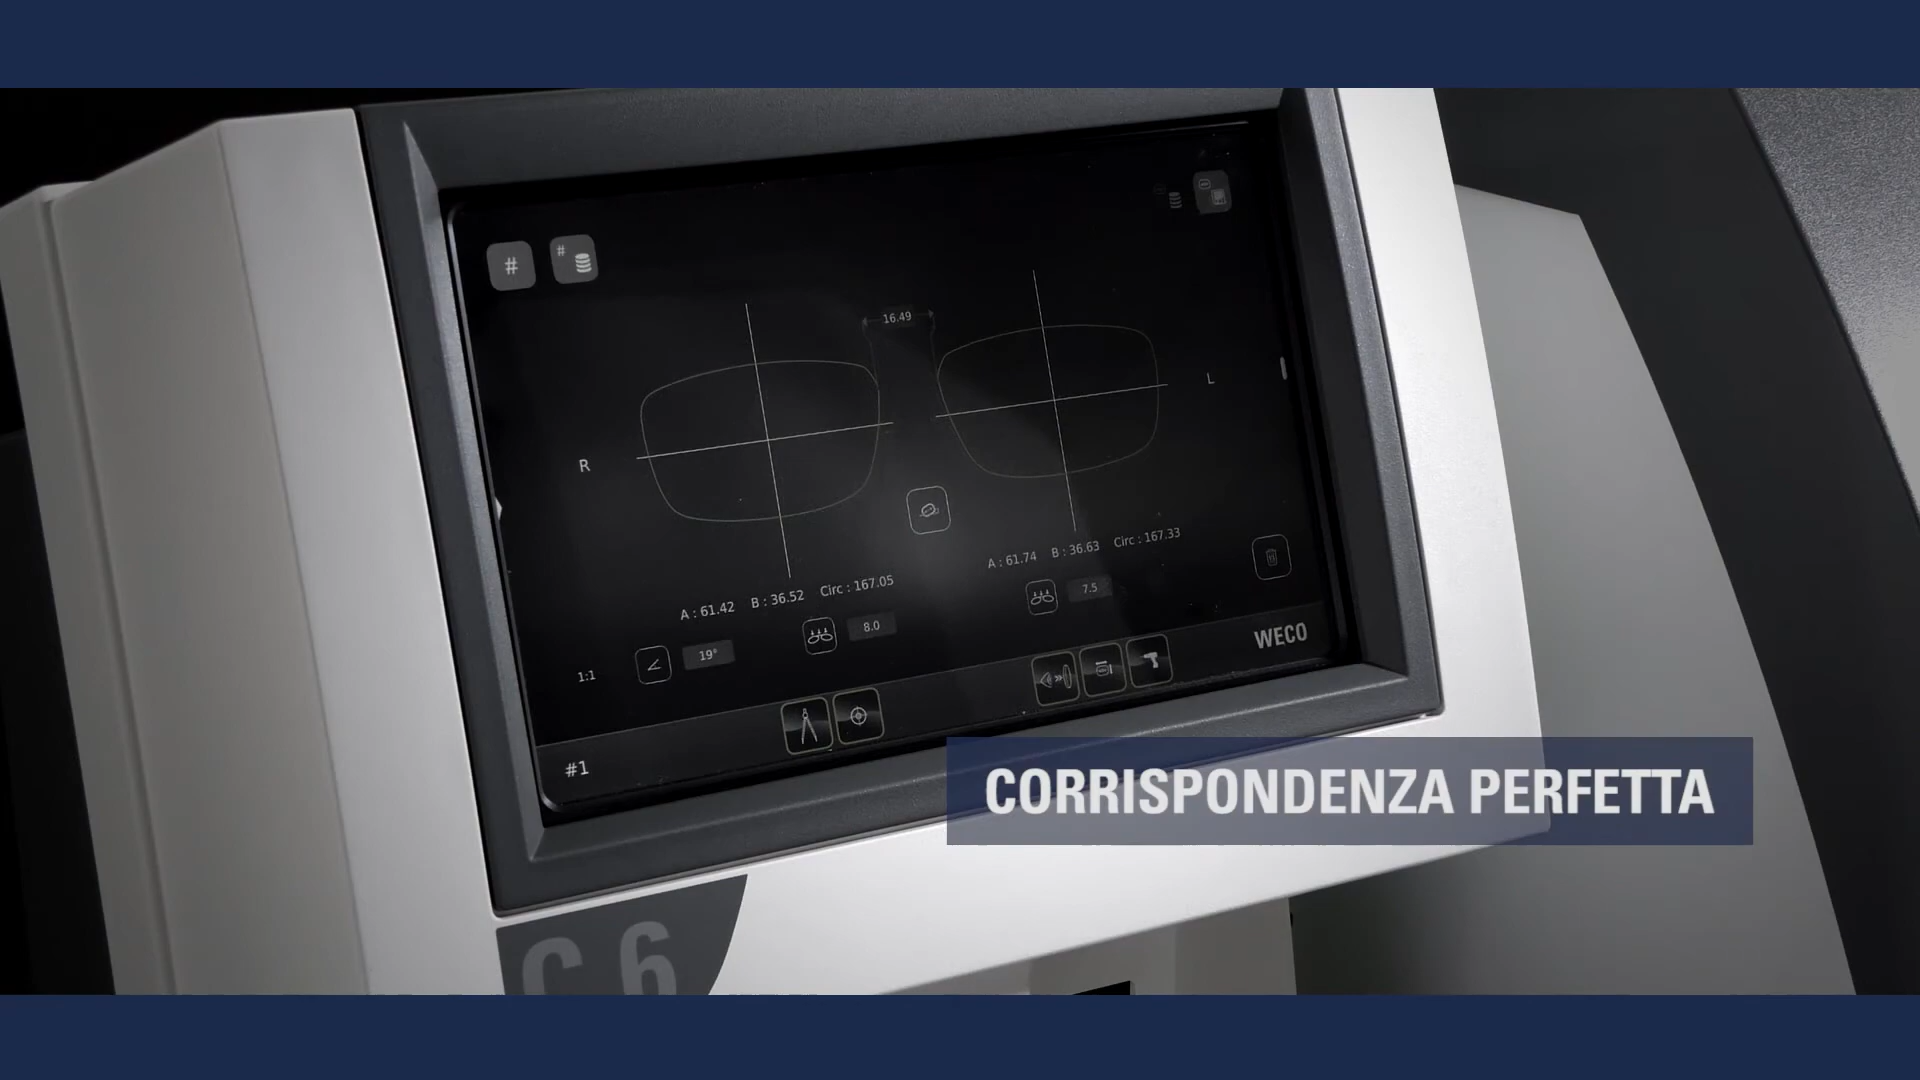 #
#
16.49
R
L
A : 61.42 B : 36.52 Circ : 167.05
A : 61.74 B : 36.63 Circ : 167.33
1:1
19°
8.0
7.5
WECO
#1
CORRISPONDENZA PERFETTA
C 6